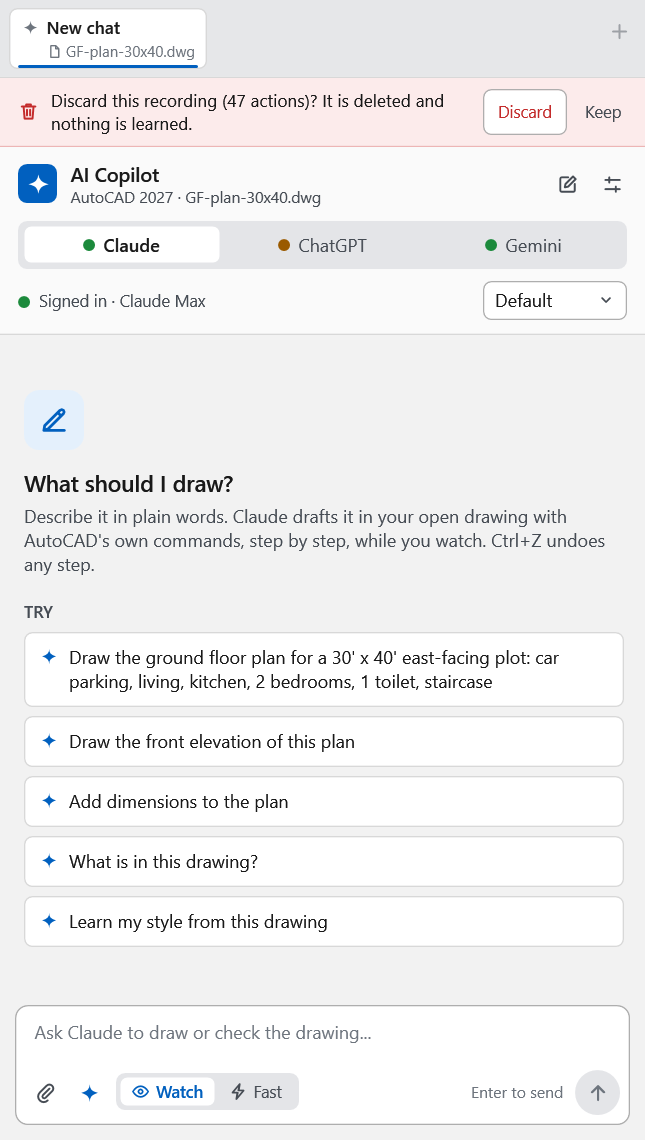 New chat
GF-plan-30x40.dwg
Discard this recording (47 actions)? It is deleted and
nothing is learned.
Discard
Keep
AI Copilot
AutoCAD 2027 · GF-plan-30x40.dwg
Claude
ChatGPT
Gemini
Signed in · Claude Max
Default
What should I draw?
Describe it in plain words. Claude drafts it in your open drawing with
AutoCAD's own commands, step by step, while you watch. Ctrl+Z undoes
any step.
TRY
Draw the ground floor plan for a 30' x 40' east-facing plot: car
parking, living, kitchen, 2 bedrooms, 1 toilet, staircase
Draw the front elevation of this plan
Add dimensions to the plan
What is in this drawing?
Learn my style from this drawing
Ask Claude to draw or check the drawing...
Watch
Fast
Enter to send